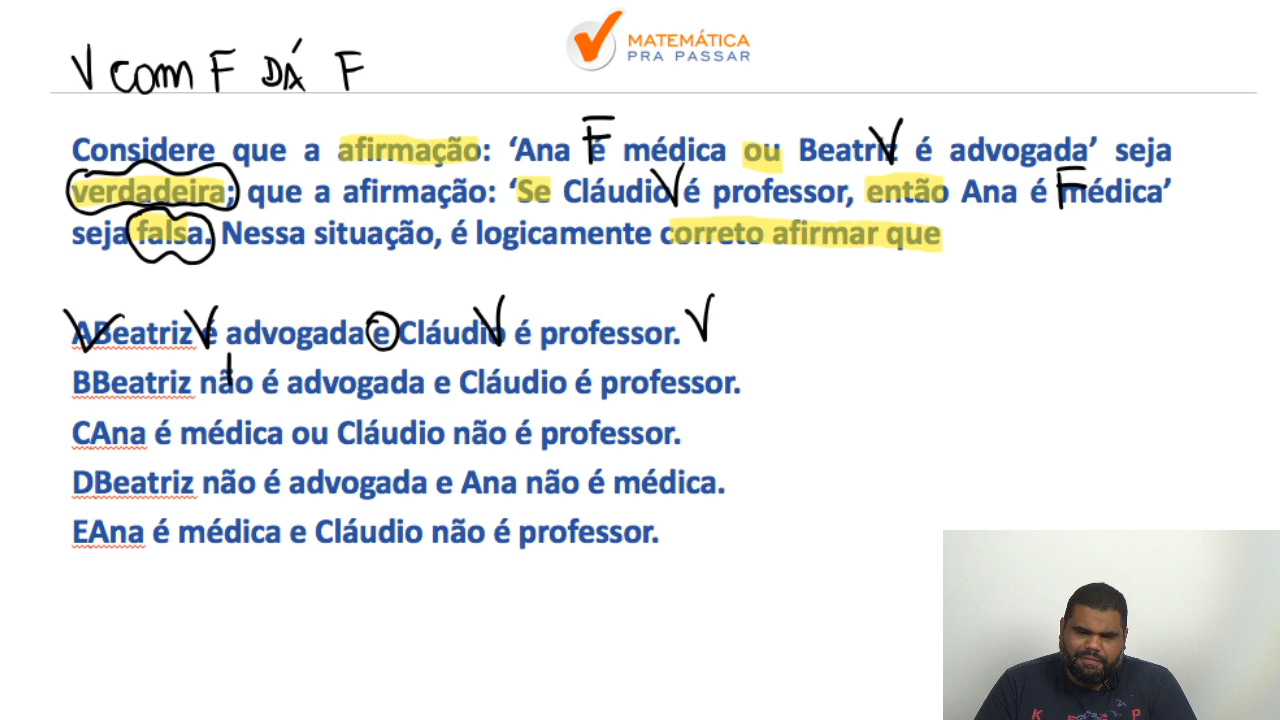 MATEMÁTICA
PRA PASSAR
V com F DÁ F
Considere que a afirmação: ‘Ana é médica ou Beatriz é advogada’ seja
verdadeira; que a afirmação: ‘Se Cláudio é professor, então Ana é médica’
seja falsa. Nessa situação, é logicamente correto afirmar que
F V
V F
ABeatriz é advogada e Cláudio é professor.
V V V
BBeatriz não é advogada e Cláudio é professor.
CAna é médica ou Cláudio não é professor.
DBeatriz não é advogada e Ana não é médica.
EAna é médica e Cláudio não é professor.